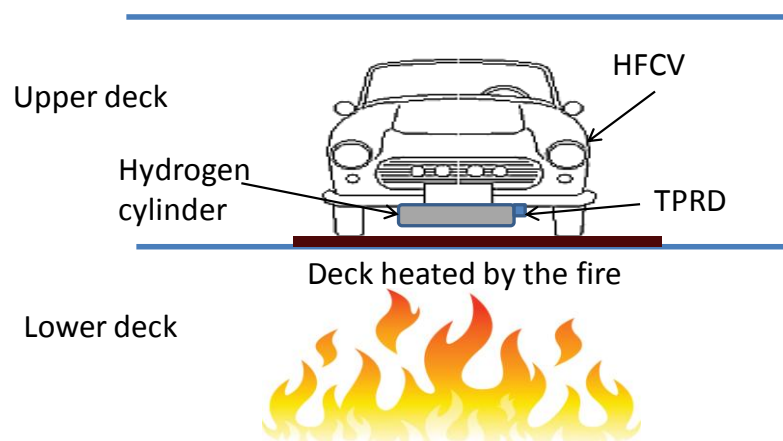 HFCV
Upper deck
Hydrogen
cylinder
TPRD
Deck heated by the fire
Lower deck